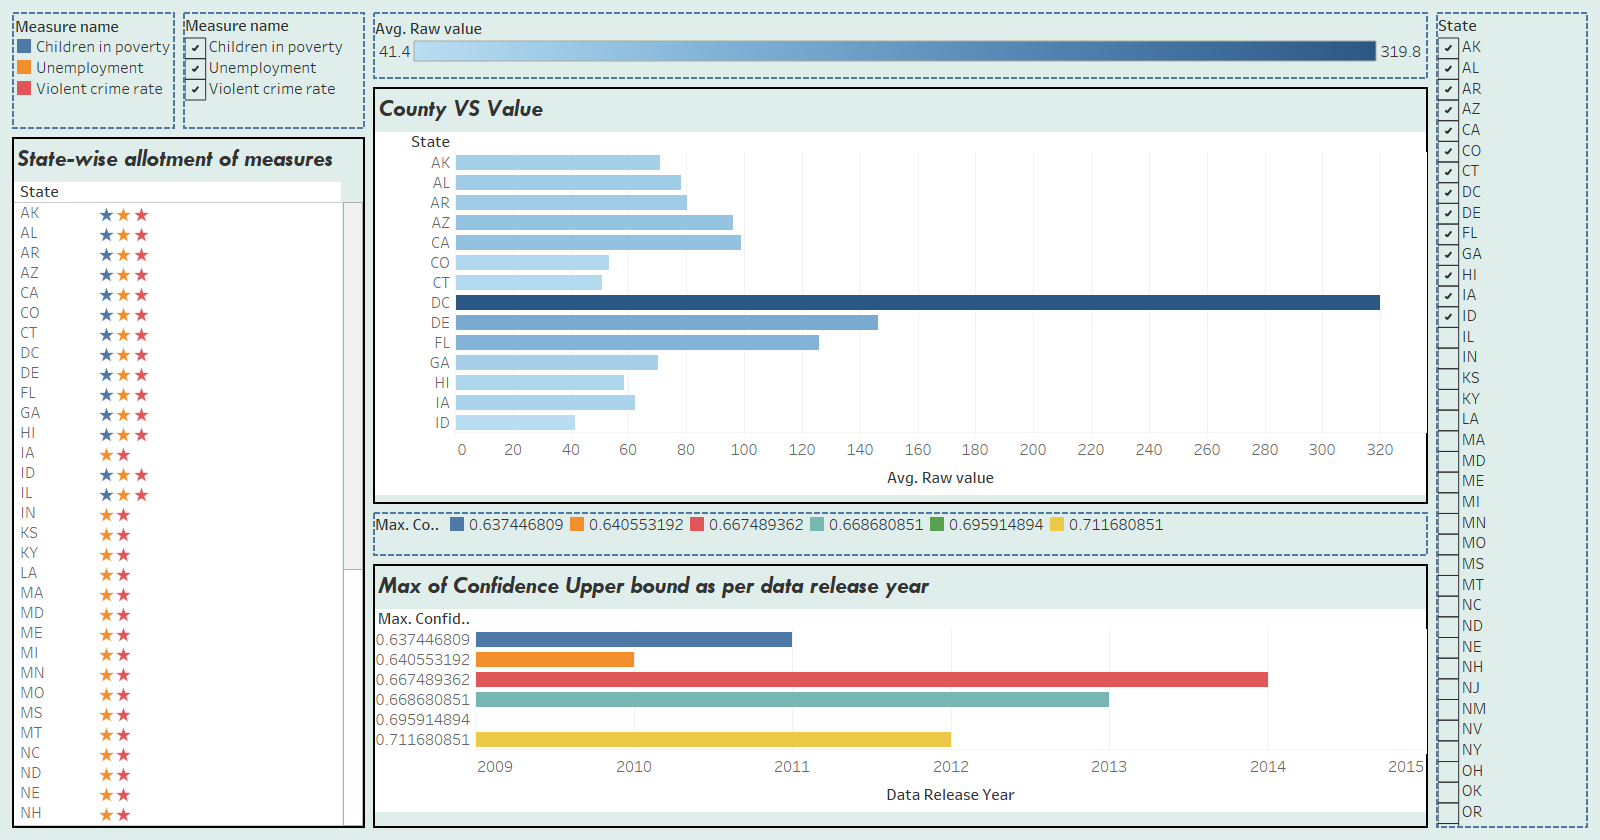 Measure name
Children in poverty
Unemployment
Violent crime rate
Measure name
Children in poverty
Unemployment
Violent crime rate
Avg. Raw value
41.4 319.8
State-wise allotment of measures
State
AK
AL
AR
AZ
CA
CO
CT
DC
DE
FL
GA
HI
IA
ID
IL
IN
KS
KY
LA
MA
MD
ME
MI
MN
MO
MS
MT
NC
ND
NE
NH
County VS Value
State
AK
AL
AR
AZ
CA
CO
CT
DC
DE
FL
GA
HI
IA
ID
0 20 40 60 80 100 120 140 160 180 200 220 240 260 280 300 320
Avg. Raw value
Max. Co.. 0.637446809 0.640553192 0.667489362 0.668680851 0.695914894 0.711680851
Max of Confidence Upper bound as per data release year
Max. Confid..
0.637446809
0.640553192
0.667489362
0.668680851
0.695914894
0.711680851
2009 2010 2011 2012 2013 2014 2015
Data Release Year
State
AK
AL
AR
AZ
CA
CO
CT
DC
DE
FL
GA
HI
IA
ID
IL
IN
KS
KY
LA
MA
MD
ME
MI
MN
MO
MS
MT
NC
ND
NE
NH
NJ
NM
NV
NY
OH
OK
OR